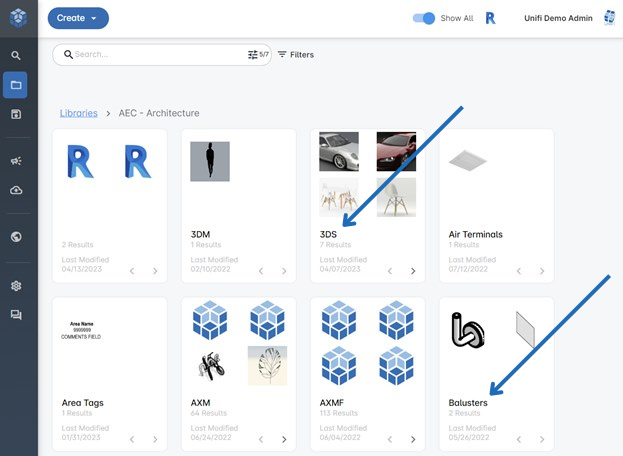 Create
Show All
Unifi Demo Admin
Search...
5/7
Filters
Libraries > AEC - Architecture
2 Results
Last Modified
04/13/2023
3DM
1 Results
Last Modified
02/10/2022
3DS
7 Results
Last Modified
04/07/2023
Air Terminals
1 Results
Last Modified
07/12/2022
Area Name
9999999
COMMENTS FIELD
Area Tags
1 Results
Last Modified
01/31/2023
AXM
64 Results
Last Modified
06/24/2022
AXMF
113 Results
Last Modified
06/04/2022
Balusters
2 Results
Last Modified
05/26/2022